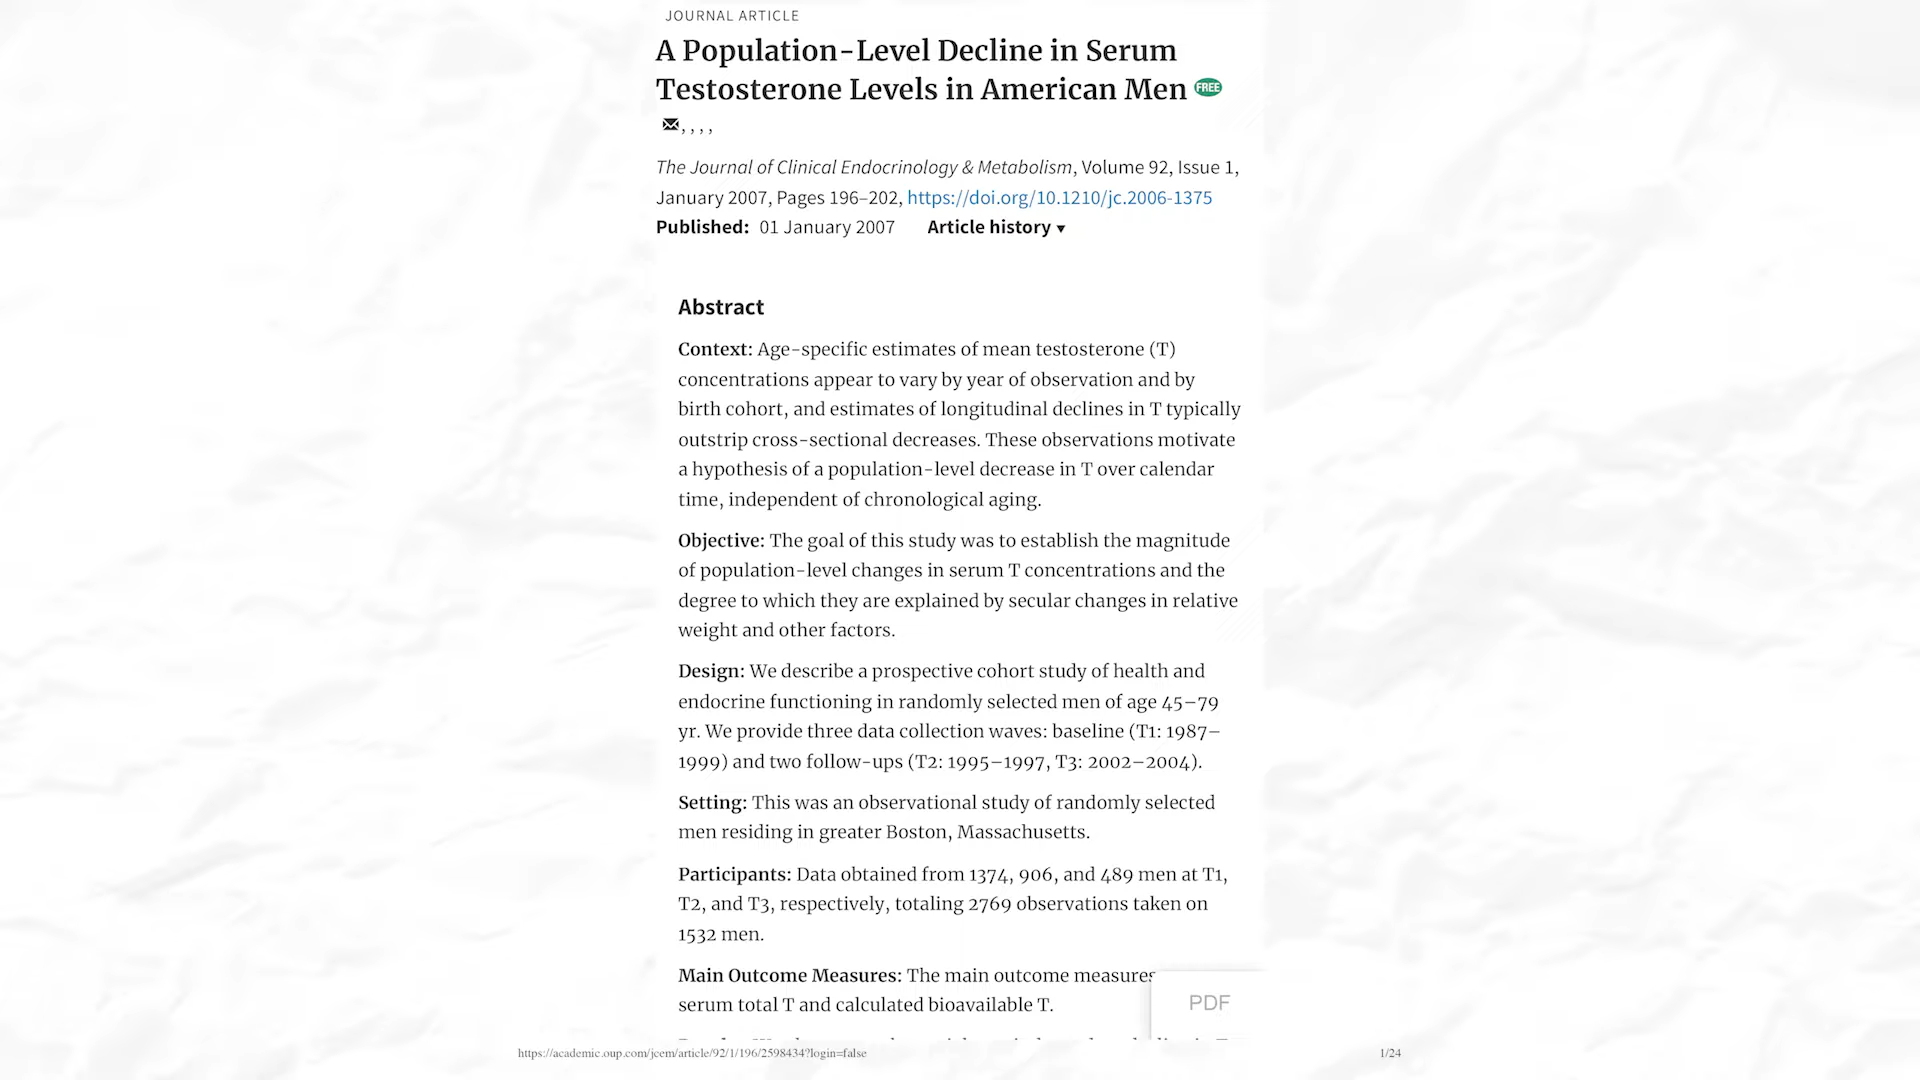 JOURNAL ARTICLE
A Population-Level Decline in Serum
Testosterone Levels in American Men FREE
, , , ,
The Journal of Clinical Endocrinology & Metabolism, Volume 92, Issue 1,
January 2007, Pages 196–202, https://doi.org/10.1210/jc.2006-1375
Published: 01 January 2007 Article history ▾
Abstract
Context: Age-specific estimates of mean testosterone (T)
concentrations appear to vary by year of observation and by
birth cohort, and estimates of longitudinal declines in T typically
outstrip cross-sectional decreases. These observations motivate
a hypothesis of a population-level decrease in T over calendar
time, independent of chronological aging.
Objective: The goal of this study was to establish the magnitude
of population-level changes in serum T concentrations and the
degree to which they are explained by secular changes in relative
weight and other factors.
Design: We describe a prospective cohort study of health and
endocrine functioning in randomly selected men of age 45–79
yr. We provide three data collection waves: baseline (T1: 1987–
1999) and two follow-ups (T2: 1995–1997, T3: 2002–2004).
Setting: This was an observational study of randomly selected
men residing in greater Boston, Massachusetts.
Participants: Data obtained from 1374, 906, and 489 men at T1,
T2, and T3, respectively, totaling 2769 observations taken on
1532 men.
Main Outcome Measures: The main outcome measures
serum total T and calculated bioavailable T.
PDF
https://academic.oup.com/jcem/article/92/1/196/2598434?login=false
1/24